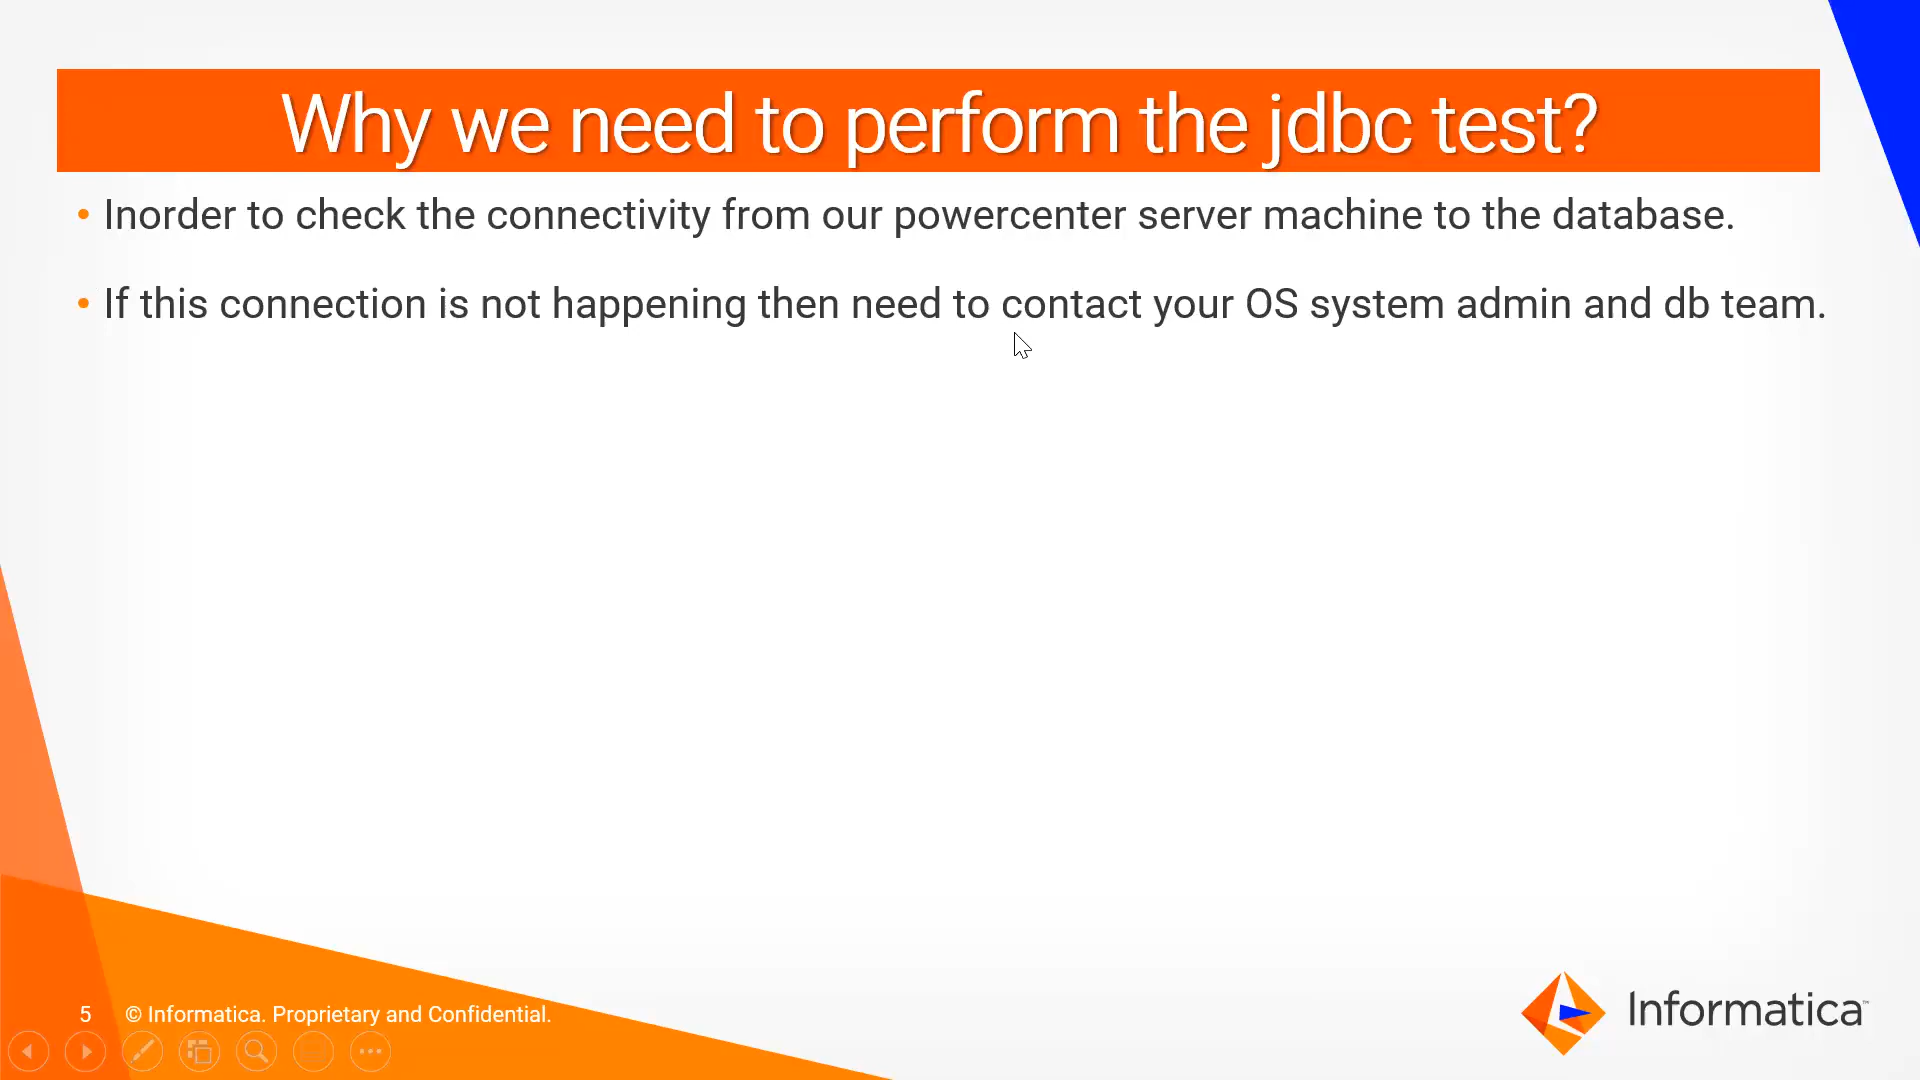 Why we need to perform the jdbc test?
• Inorder to check the connectivity from our powercenter server machine to the database.
• If this connection is not happening then need to contact your OS system admin and db team.
5 © Informatica. Proprietary and Confidential.
Informatica™